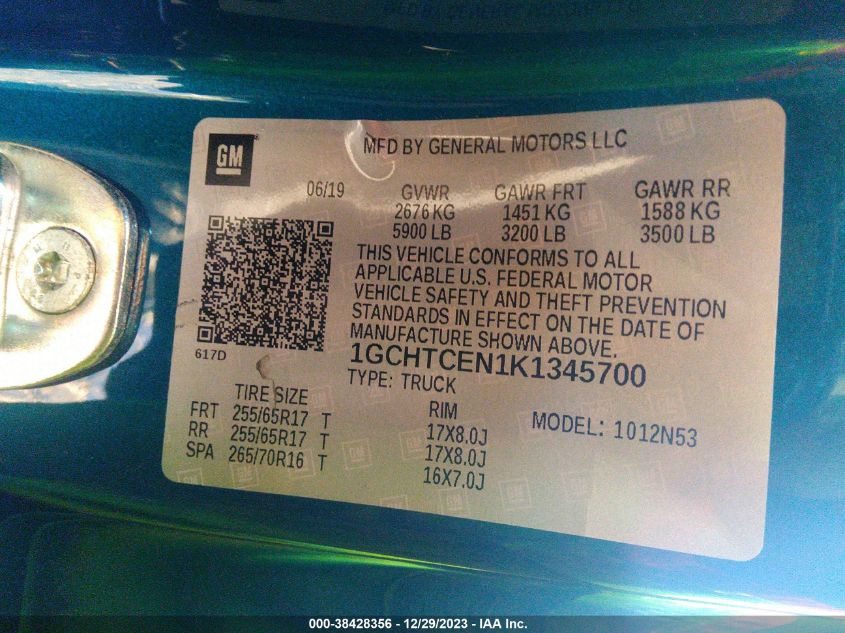 GM
MFD BY GENERAL MOTORS LLC
06/19 GVWR GAWR FRT GAWR RR
2676 KG 1451 KG 1588 KG
5900 LB 3200 LB 3500 LB
THIS VEHICLE CONFORMS TO ALL
APPLICABLE U.S. FEDERAL MOTOR
VEHICLE SAFETY AND THEFT PREVENTION
STANDARDS IN EFFECT ON THE DATE OF
MANUFACTURE SHOWN ABOVE.
617D
1GCHTCEN1K1345700
TYPE: TRUCK
TIRE SIZE RIM MODEL: 1012N53
FRT 255/65R17 T 17X8.0J
RR 255/65R17 T 17X8.0J
SPA 265/70R16 T 16X7.0J
000-38428356 - 12/29/2023 - IAA Inc.